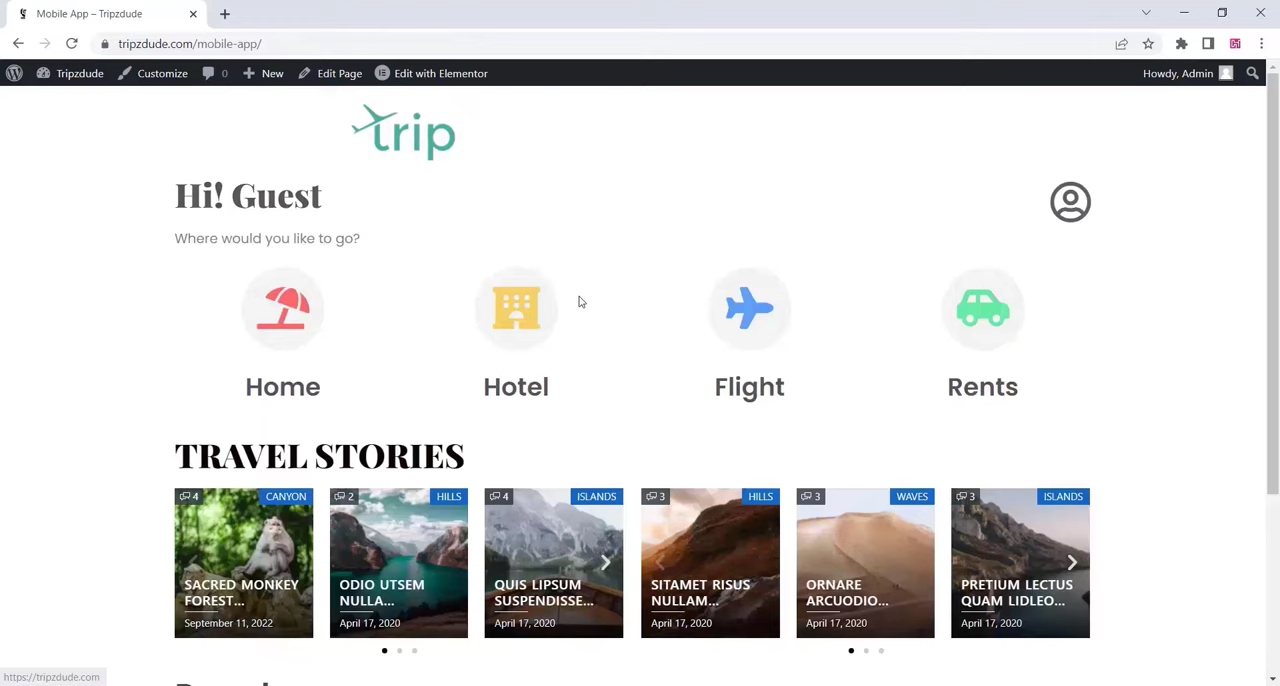 Mobile App – Tripzdude
tripzdude.com/mobile-app/
Tripzdude Customize 0 New Edit Page Edit with Elementor Howdy, Admin
trip
Hi! Guest
Where would you like to go?
Home Hotel Flight Rents
TRAVEL STORIES
4 CANYON 2 HILLS 4 ISLANDS 3 HILLS 3 WAVES 3 ISLANDS
SACRED MONKEY FOREST...
September 11, 2022
ODIO UTSEM NULLA...
April 17, 2020
QUIS LIPSUM SUSPENDISSE...
April 17, 2020
SITAMET RISUS NULLAM...
April 17, 2020
ORNARE ARCUODIO...
April 17, 2020
PRETIUM LECTUS QUAM LIDLEO...
April 17, 2020
https://tripzdude.com